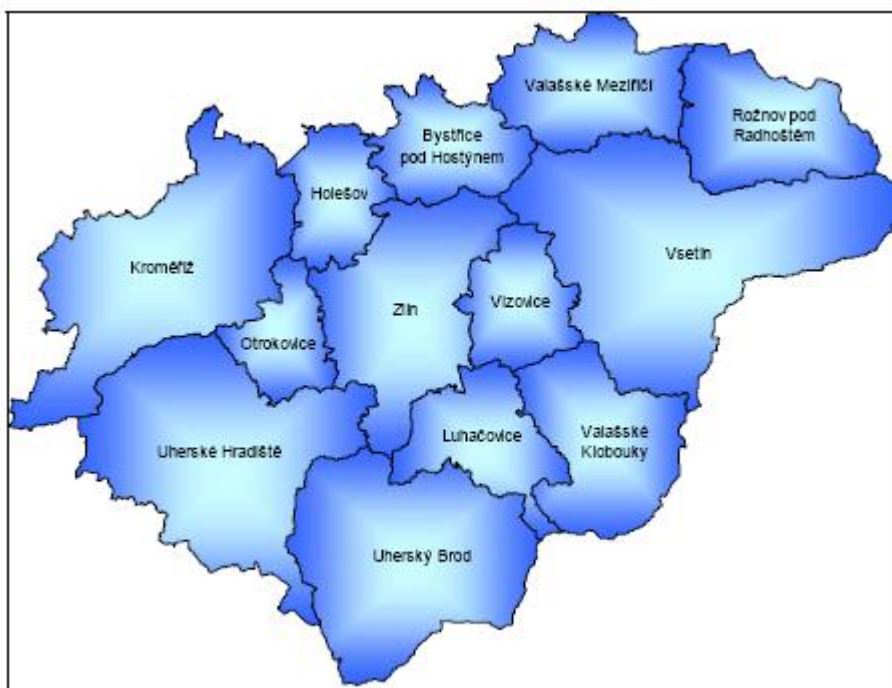 Valašské Meziříčí
Rožnov pod
Radhoštěm
Bystřice
pod Hostýnem
Holešov
Kroměříž
Vsetín
Zlín
Vizovice
Otrokovice
Uherské Hradiště
Luhačovice
Valašské
Klobouky
Uherský Brod